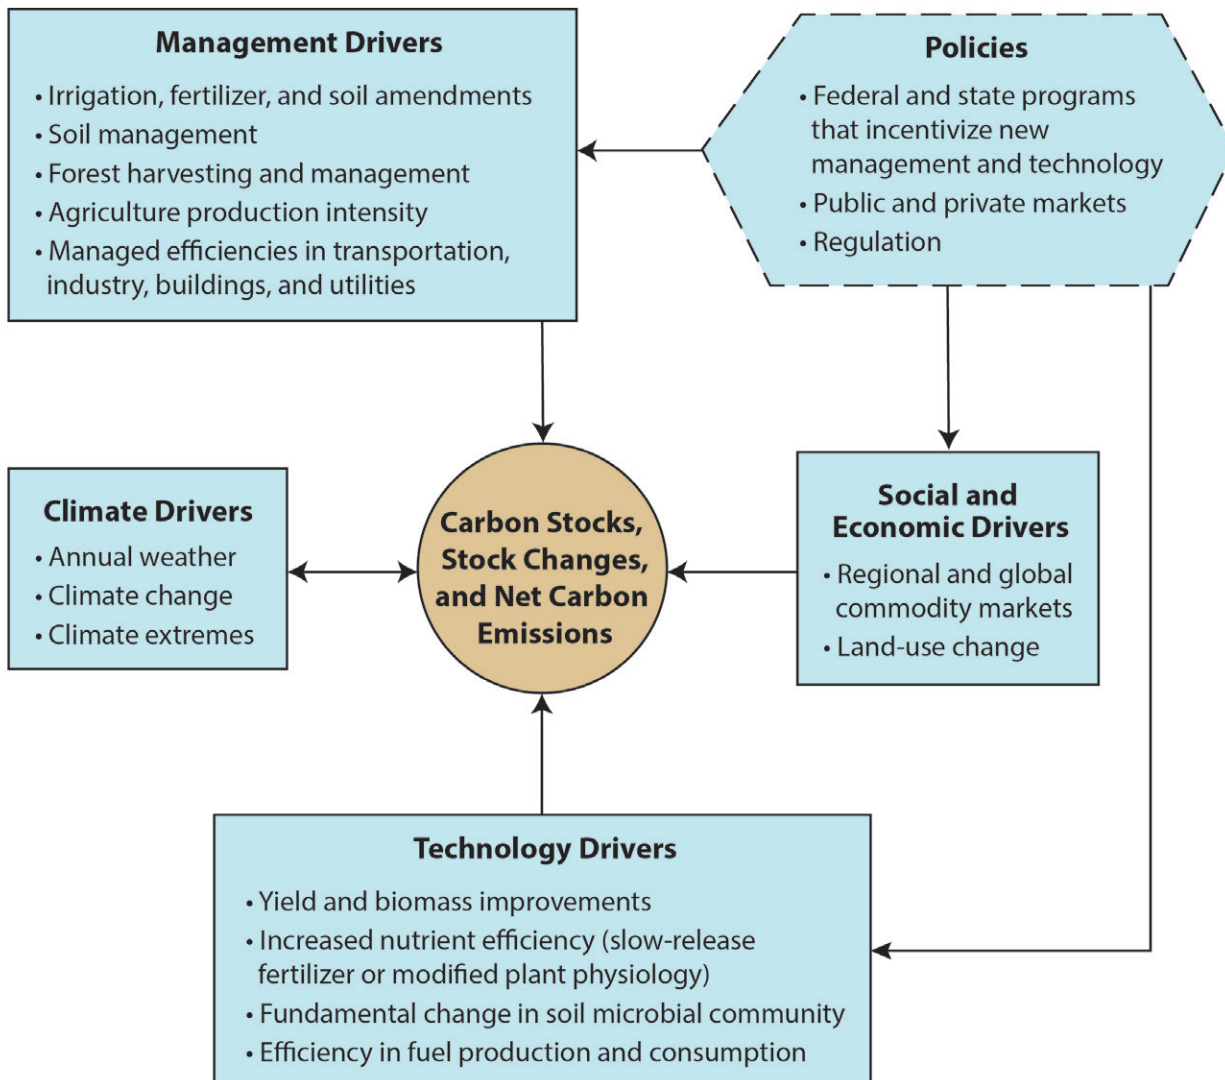 Management Drivers
• Irrigation, fertilizer, and soil amendments
• Soil management
• Forest harvesting and management
• Agriculture production intensity
• Managed efficiencies in transportation,
industry, buildings, and utilities
Policies
• Federal and state programs
that incentivize new
management and technology
• Public and private markets
• Regulation
Climate Drivers
• Annual weather
• Climate change
• Climate extremes
Carbon Stocks,
Stock Changes,
and Net Carbon
Emissions
Social and
Economic Drivers
• Regional and global
commodity markets
• Land-use change
Technology Drivers
• Yield and biomass improvements
• Increased nutrient efficiency (slow-release
fertilizer or modified plant physiology)
• Fundamental change in soil microbial community
• Efficiency in fuel production and consumption